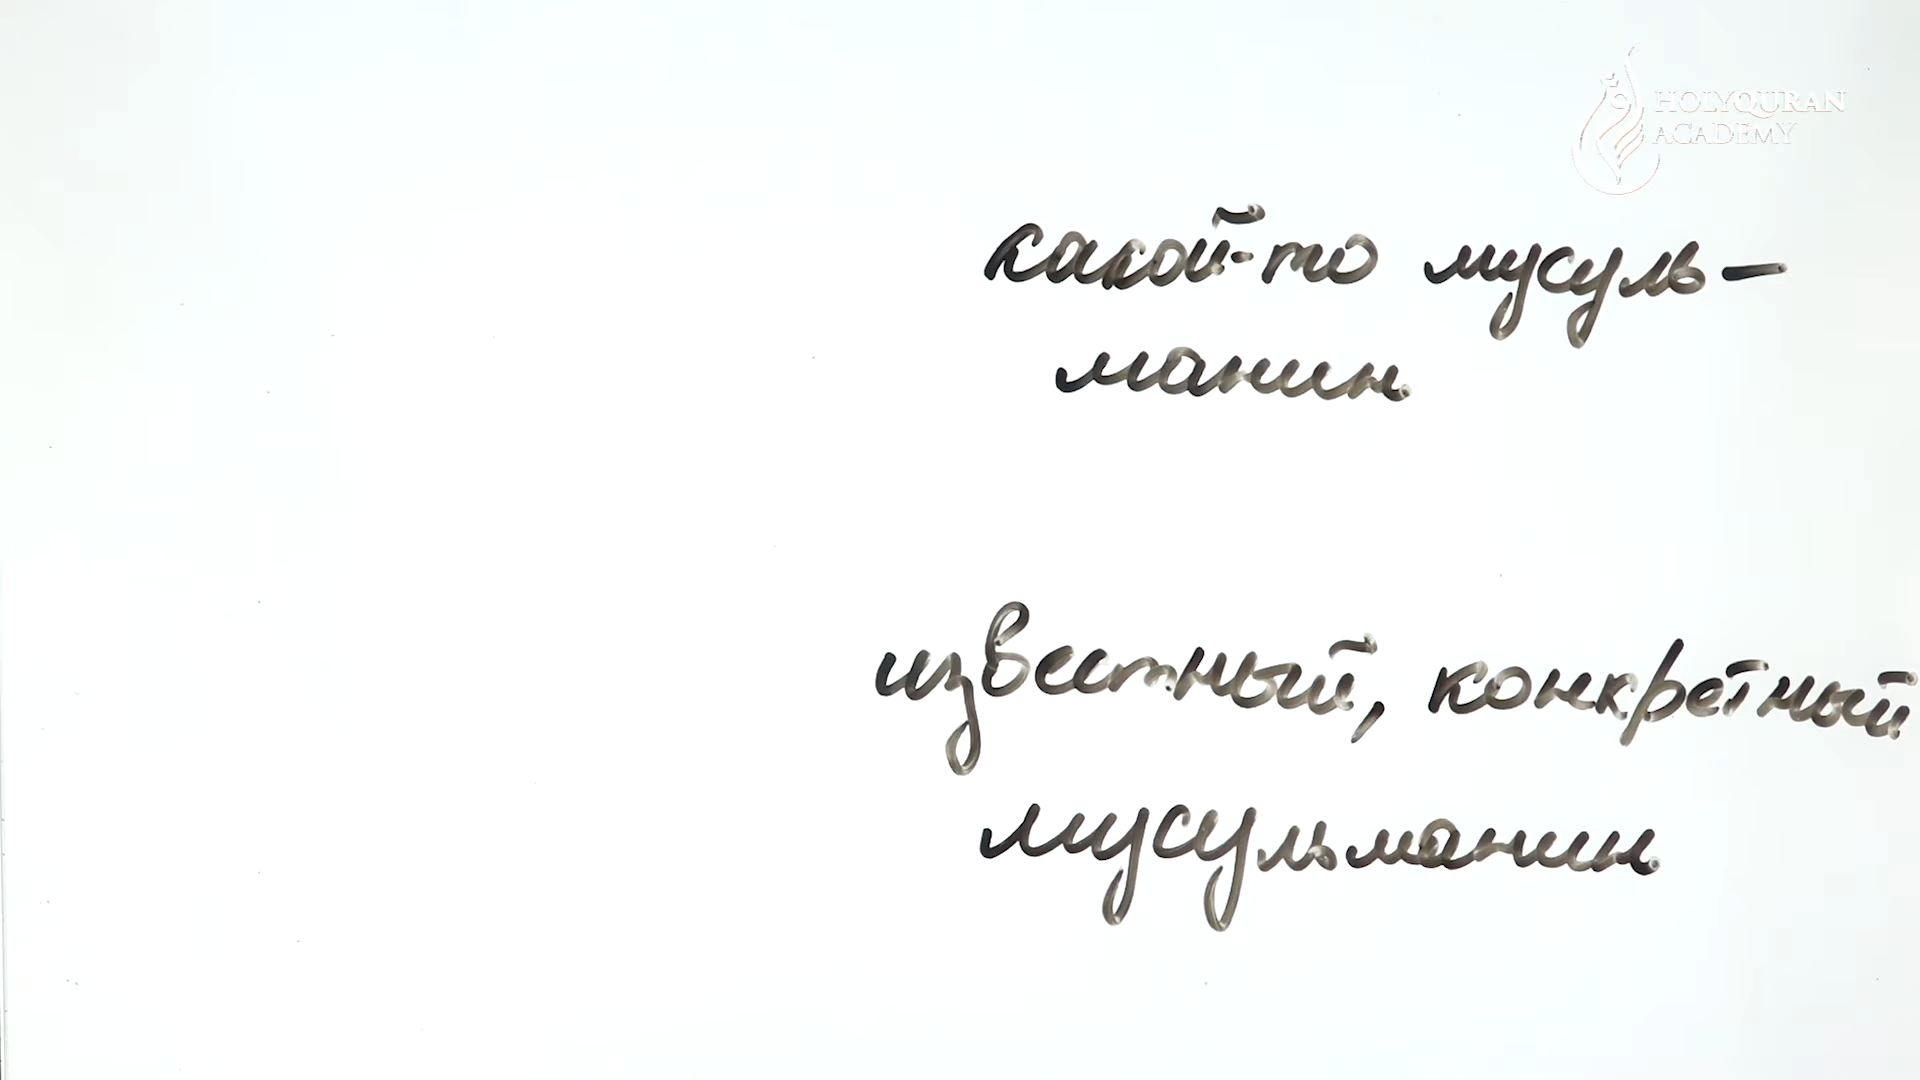 HOLYQURAN
ACADEMY
какой-то мусуль-
манин
известный, конкретный
мусульманин